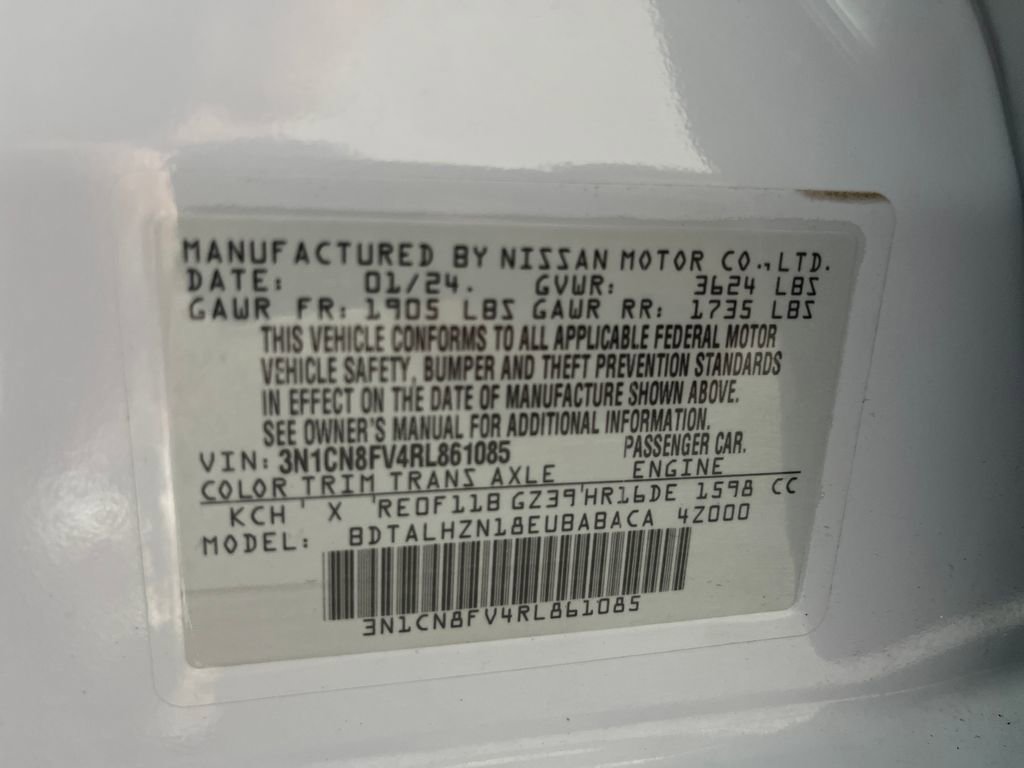 MANUFACTURED BY NISSAN MOTOR CO., LTD.
DATE: 01/24. GVWR: 3624 LBS
GAWR FR: 1905 LBS GAWR RR: 1735 LBS
THIS VEHICLE CONFORMS TO ALL APPLICABLE FEDERAL MOTOR
VEHICLE SAFETY, BUMPER AND THEFT PREVENTION STANDARDS
IN EFFECT ON THE DATE OF MANUFACTURE SHOWN ABOVE.
SEE OWNER'S MANUAL FOR ADDITIONAL INFORMATION.
VIN: 3N1CN8FV4RL861085 PASSENGER CAR.
COLOR TRIM TRANS AXLE ENGINE
KCH X RE0F11B GZ39 HR16DE 1598 CC
MODEL: BDTALHZN18EUBABACA 4Z000
3N1CN8FV4RL861085